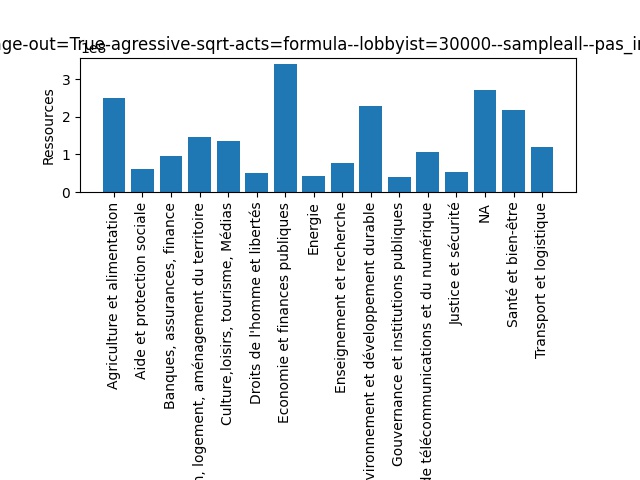 ge-out=True-agressive-sqrt-acts=formula--lobbyist=30000--sampleall--pas_i
1e8
Ressources
3
2
1
0
Agriculture et alimentation
Aide et protection sociale
Banques, assurances, finance
, logement, aménagement du territoire
Culture,loisirs, tourisme, Médias
Droits de l'homme et libertés
Economie et finances publiques
Energie
Enseignement et recherche
vironnement et développement durable
Gouvernance et institutions publiques
de télécommunications et du numérique
Justice et sécurité
NA
Santé et bien-être
Transport et logistique